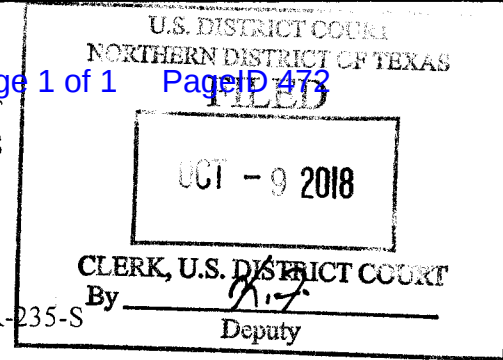 U.S. DISTRICT COURT
NORTHERN DISTRICT OF TEXAS
ge 1 of 1 PageID 472
FILED
OCT - 9 2018
CLERK, U.S. DISTRICT COURT
By
-235-S
Deputy